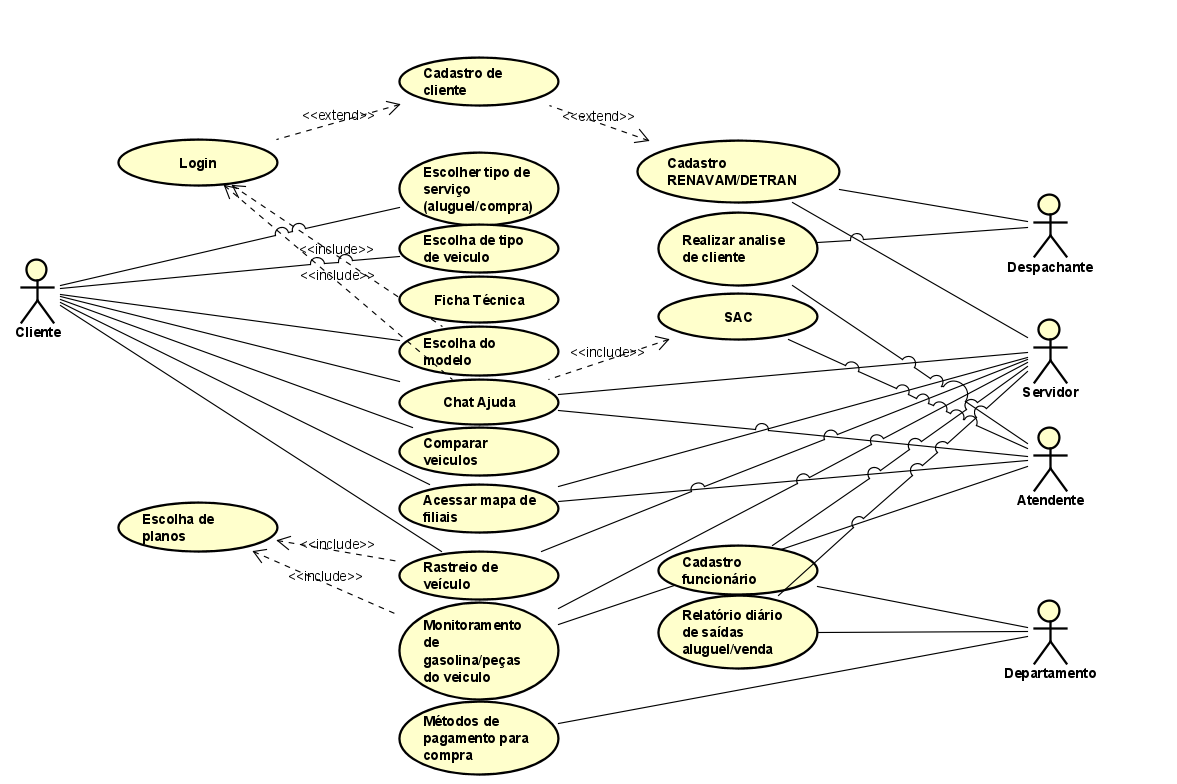 Cadastro de
cliente
<<extend>>
<<extend>>
Login
Cadastro
RENAVAM/DETRAN
Escolher tipo de
serviço
(aluguel/compra)
Escolha de tipo
de veiculo
Realizar analise
de cliente
Despachante
<<include>>
<<include>>
Ficha Técnica
SAC
Cliente
Escolha do
modelo
<<include>>
Servidor
Chat Ajuda
Comparar
veiculos
Acessar mapa de
filiais
Atendente
Escolha de
planos
<<include>>
<<include>>
Rastreio de
veículo
Cadastro
funcionário
Monitoramento
de
gasolina/peças
do veiculo
Relatório diário
de saídas
aluguel/venda
Departamento
Métodos de
pagamento para
compra